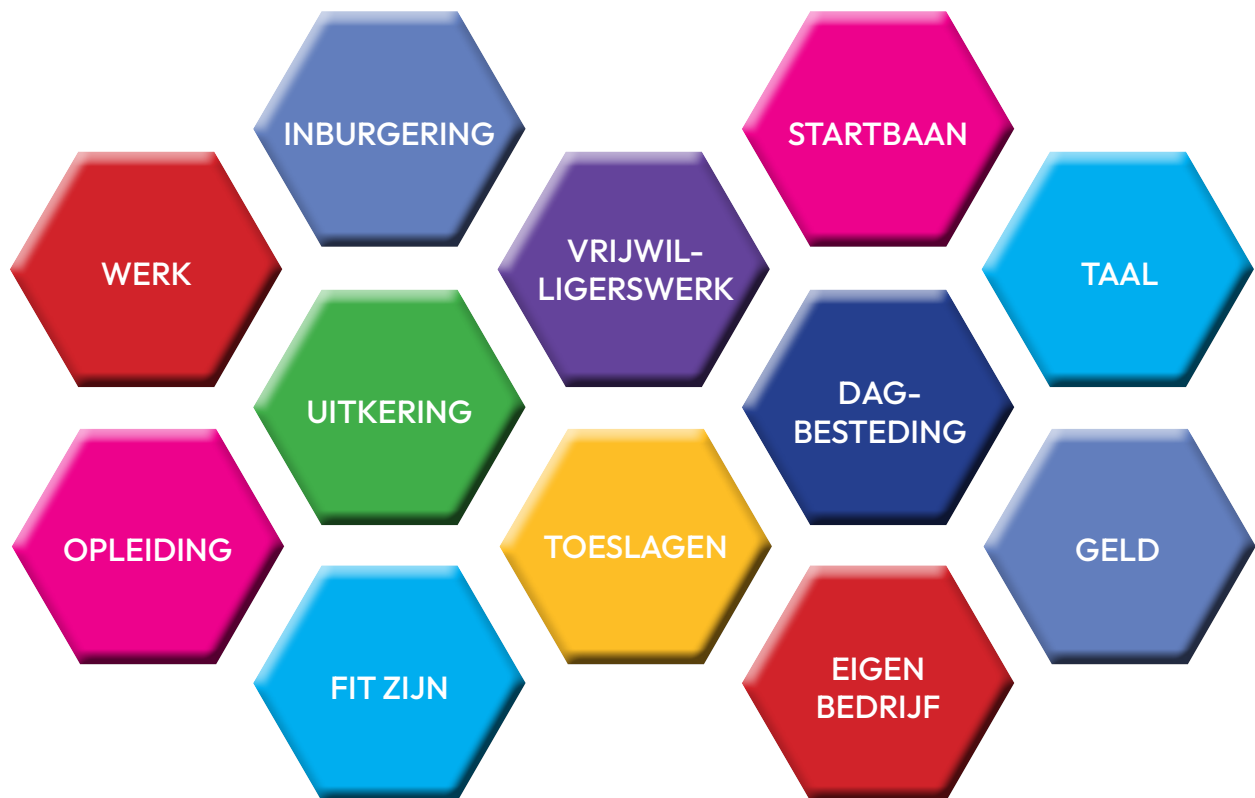 INBURGERING
STARTBAAN
WERK
VRIJWIL-
LIGERSWERK
TAAL
UITKERING
DAG-
BESTEDING
OPLEIDING
TOESLAGEN
GELD
FIT ZIJN
EIGEN
BEDRIJF